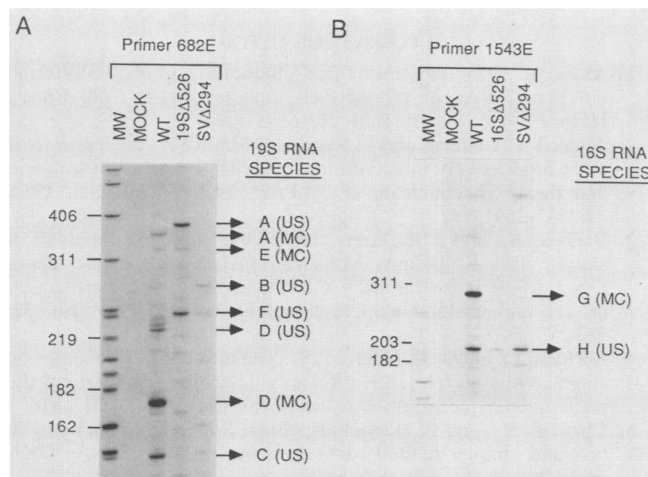 A
Primer 682E
MW
MOCK
WT
19SΔ526
SVΔ294
19S RNA
SPECIES
406
311
219
182
162
A (US)
A (MC)
E (MC)
B (US)
F (US)
D (US)
D (MC)
C (US)
B
Primer 1543E
MW
MOCK
WT
16SΔ526
SVΔ294
16S RNA
SPECIES
311
203
182
G (MC)
H (US)